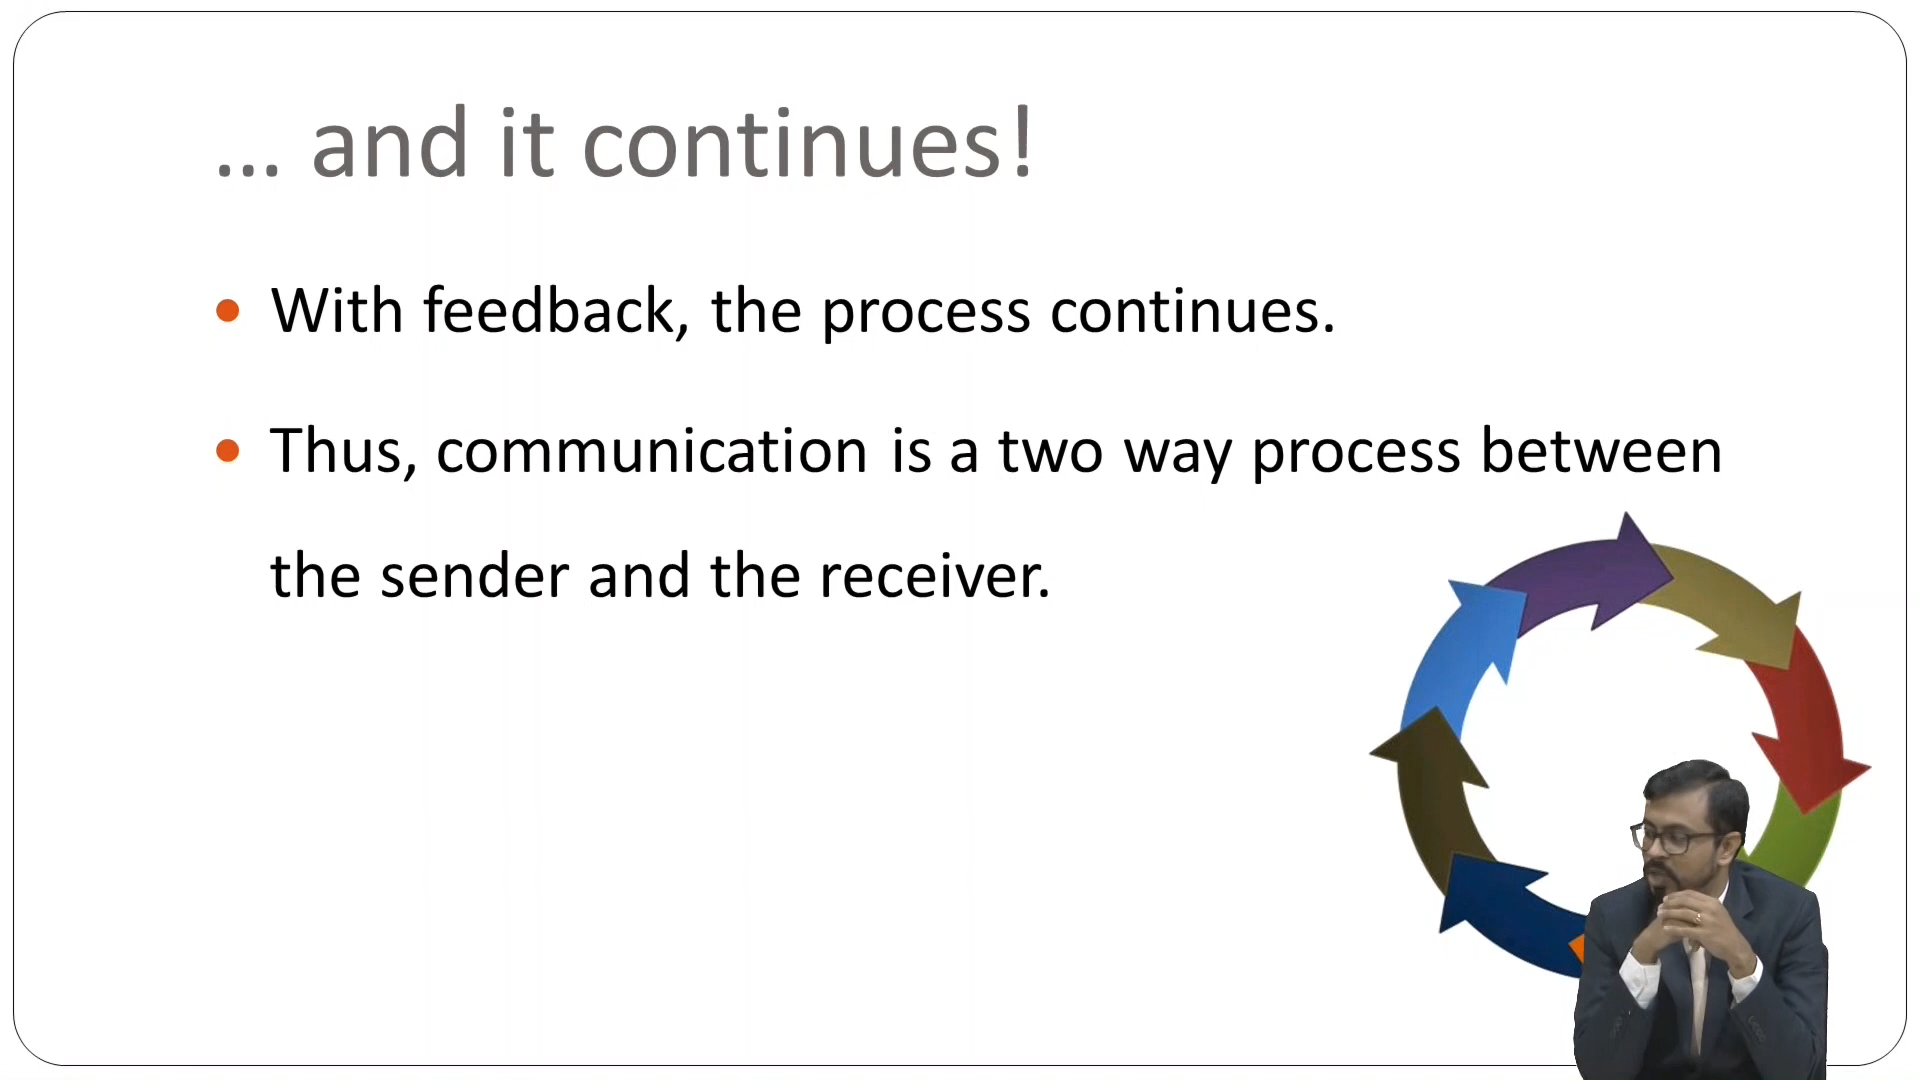 ... and it continues!
• With feedback, the process continues.
• Thus, communication is a two way process between
the sender and the receiver.